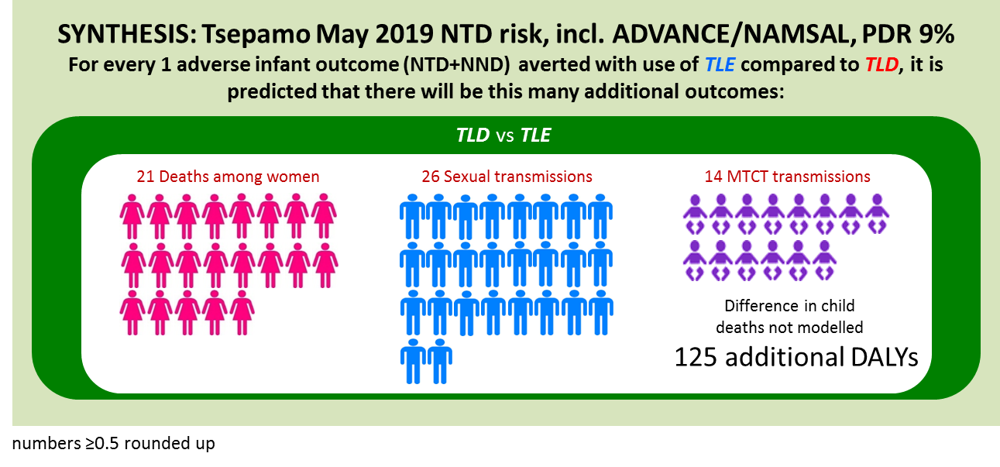 SYNTHESIS: Tsepamo May 2019 NTD risk, incl. ADVANCE/NAMSAL, PDR 9%
For every 1 adverse infant outcome (NTD+NND) averted with use of TLE compared to TLD, it is
predicted that there will be this many additional outcomes:
TLD vs TLE
21 Deaths among women
26 Sexual transmissions
14 MTCT transmissions
Difference in child
deaths not modelled
125 additional DALYs
numbers ≥0.5 rounded up